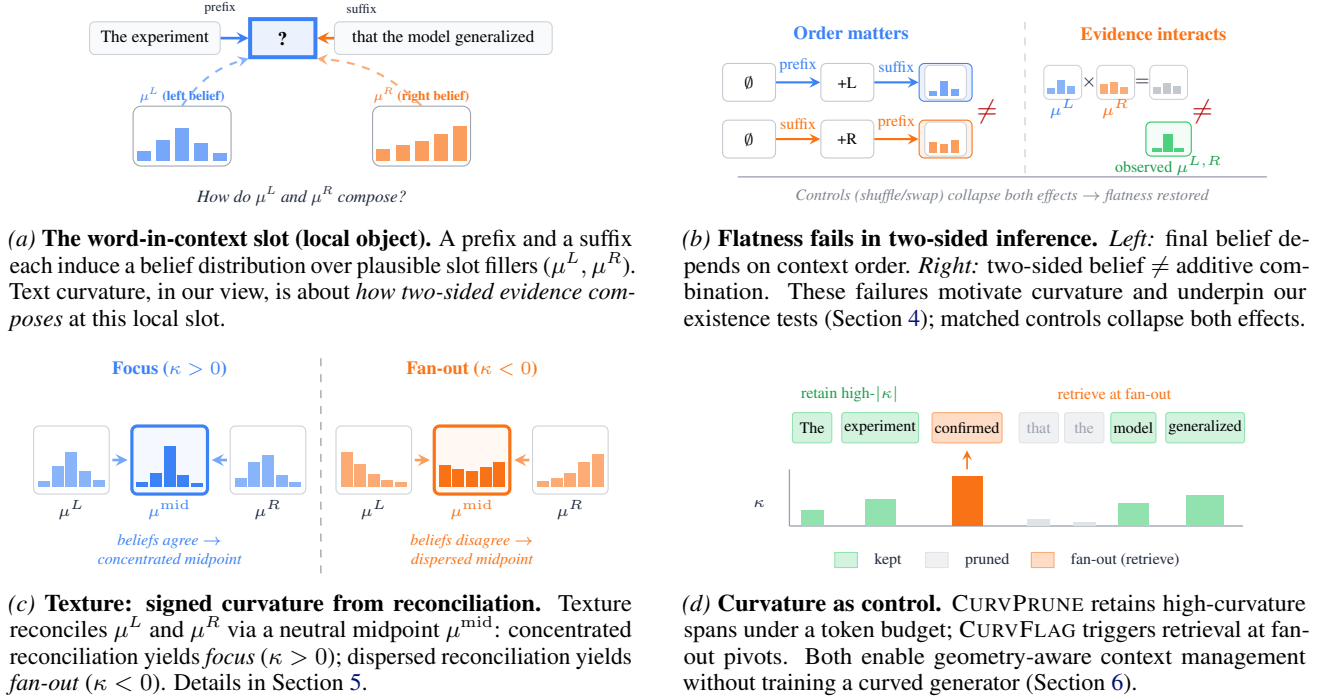 prefix
suffix
The experiment
?
that the model generalized
μ^L (left belief)
μ^R (right belief)
How do μ^L and μ^R compose?
(a) The word-in-context slot (local object). A prefix and a suffix
each induce a belief distribution over plausible slot fillers (μ^L, μ^R).
Text curvature, in our view, is about how two-sided evidence com-
poses at this local slot.
Order matters
Evidence interacts
∅
prefix
+L
suffix
∅
suffix
+R
prefix
≠
×
=
μ^L
μ^R
≠
observed μ^{L,R}
Controls (shuffle/swap) collapse both effects → flatness restored
(b) Flatness fails in two-sided inference. Left: final belief de-
pends on context order. Right: two-sided belief ≠ additive com-
bination. These failures motivate curvature and underpin our
existence tests (Section 4); matched controls collapse both effects.
Focus (κ > 0)
Fan-out (κ < 0)
μ^L
μ^mid
μ^R
μ^L
μ^mid
μ^R
beliefs agree →
concentrated midpoint
beliefs disagree →
dispersed midpoint
(c) Texture: signed curvature from reconciliation. Texture
reconciles μ^L and μ^R via a neutral midpoint μ^mid: concentrated
reconciliation yields focus (κ > 0); dispersed reconciliation yields
fan-out (κ < 0). Details in Section 5.
retain high-|κ|
retrieve at fan-out
The experiment confirmed that the model generalized
κ
kept
pruned
fan-out (retrieve)
(d) Curvature as control. CURVPRUNE retains high-curvature
spans under a token budget; CURVFLAG triggers retrieval at fan-
out pivots. Both enable geometry-aware context management
without training a curved generator (Section 6).